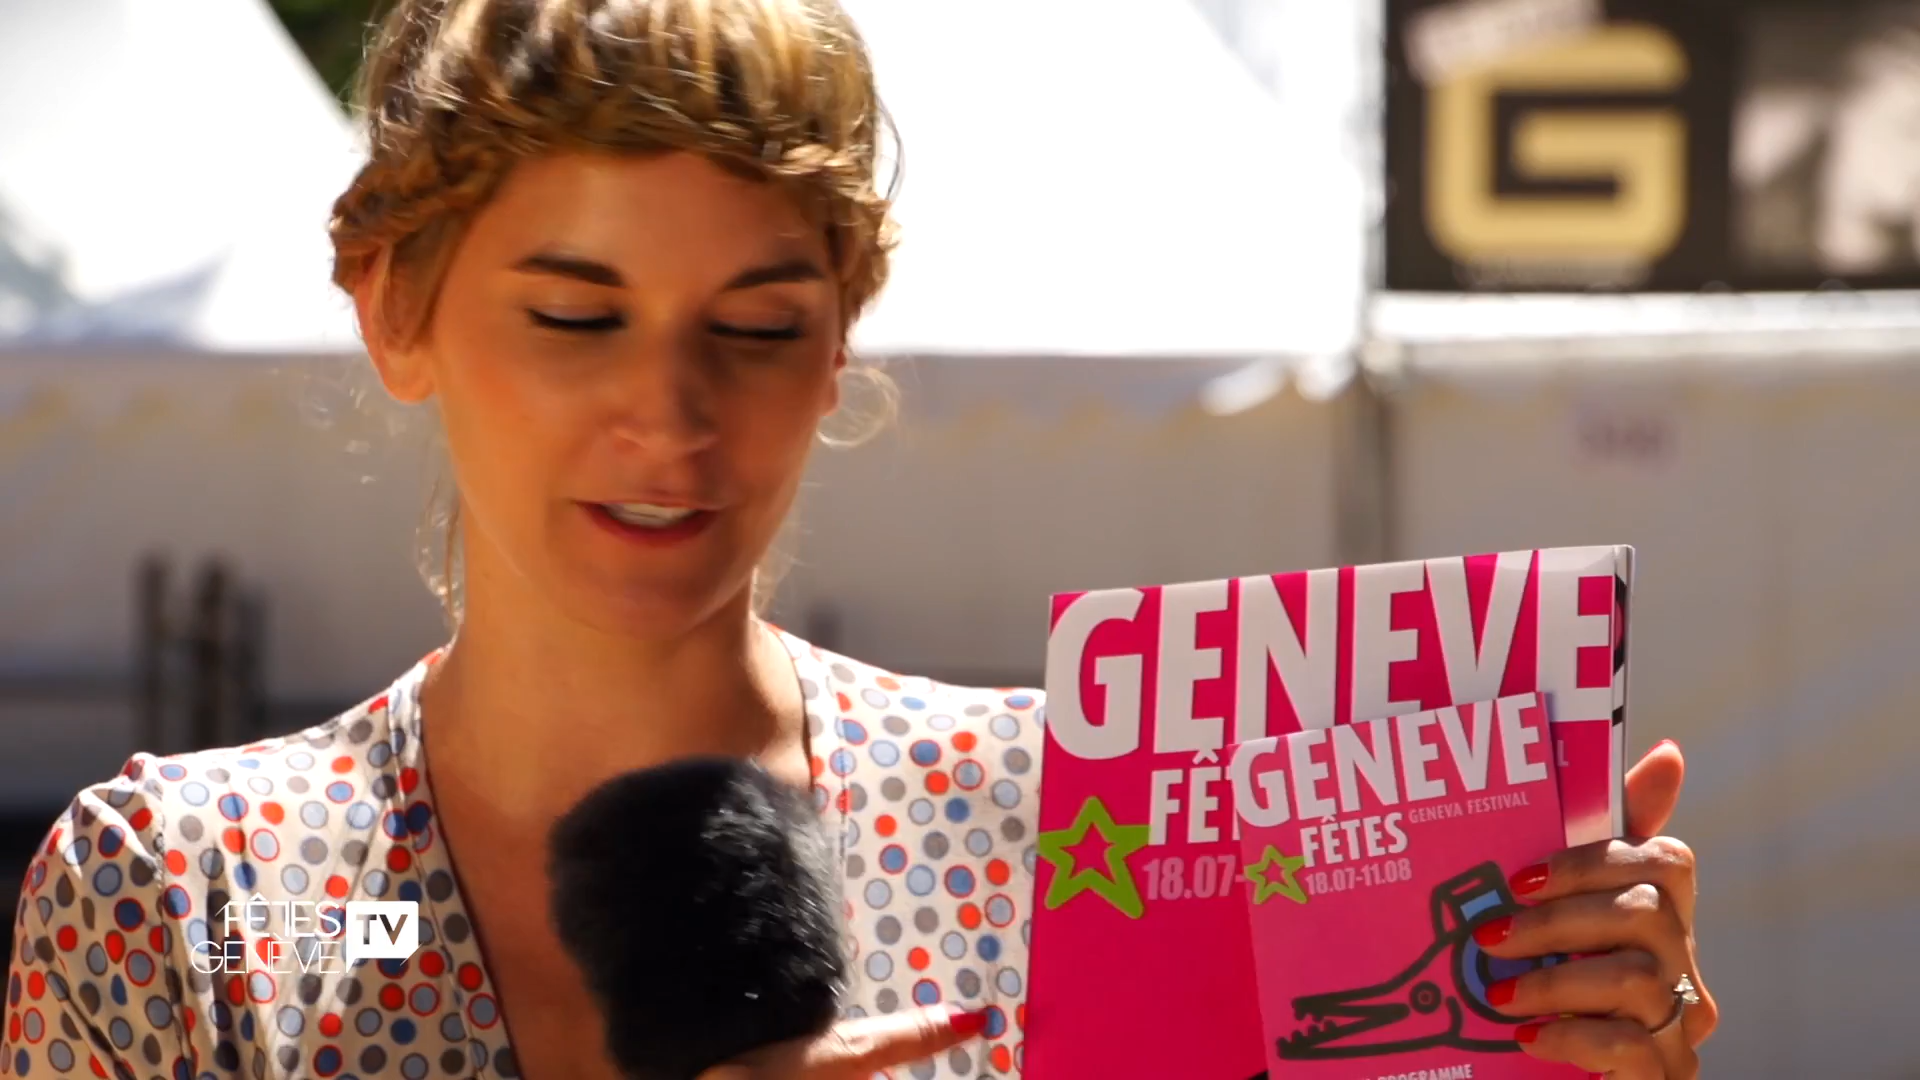 G
GENEVE
FÊT
18.07-
GENEVE
GENEVA FESTIVAL
FÊTES
18.07-11.08
PROGRAMME
FÊTES
GENEVE
TV